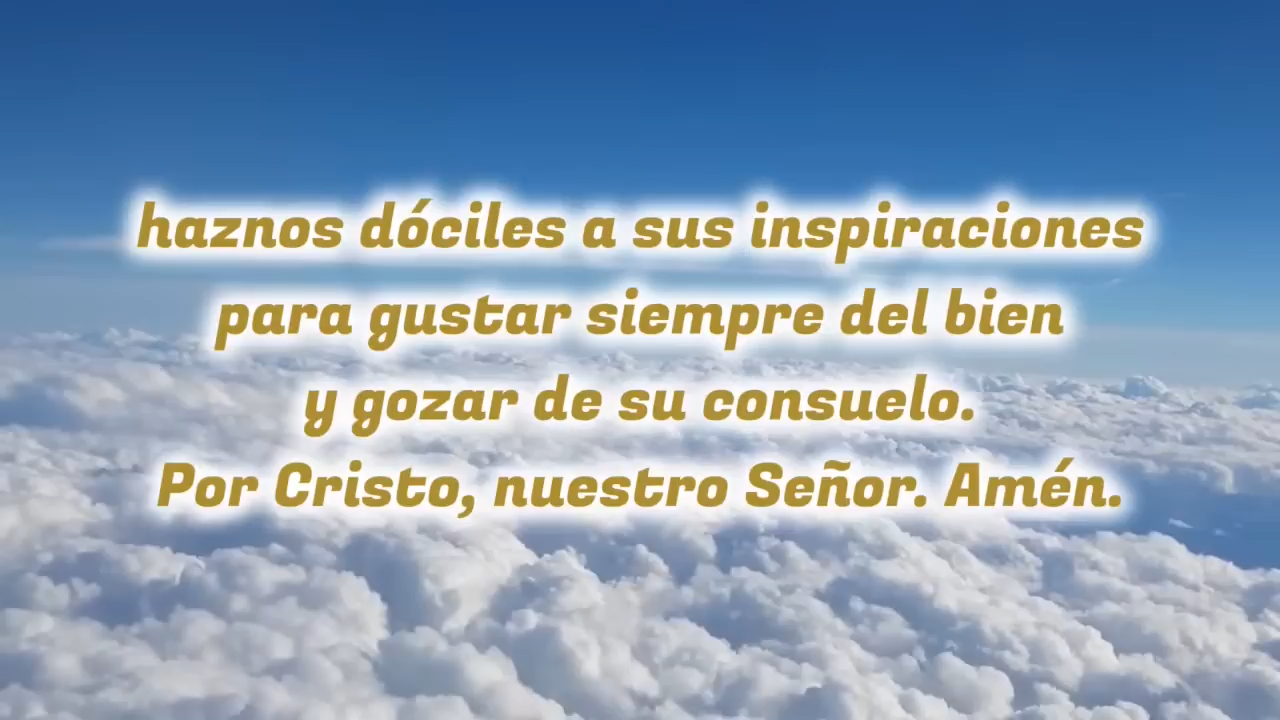 haznos dóciles a sus inspiraciones
para gustar siempre del bien
y gozar de su consuelo.
Por Cristo, nuestro Señor. Amén.